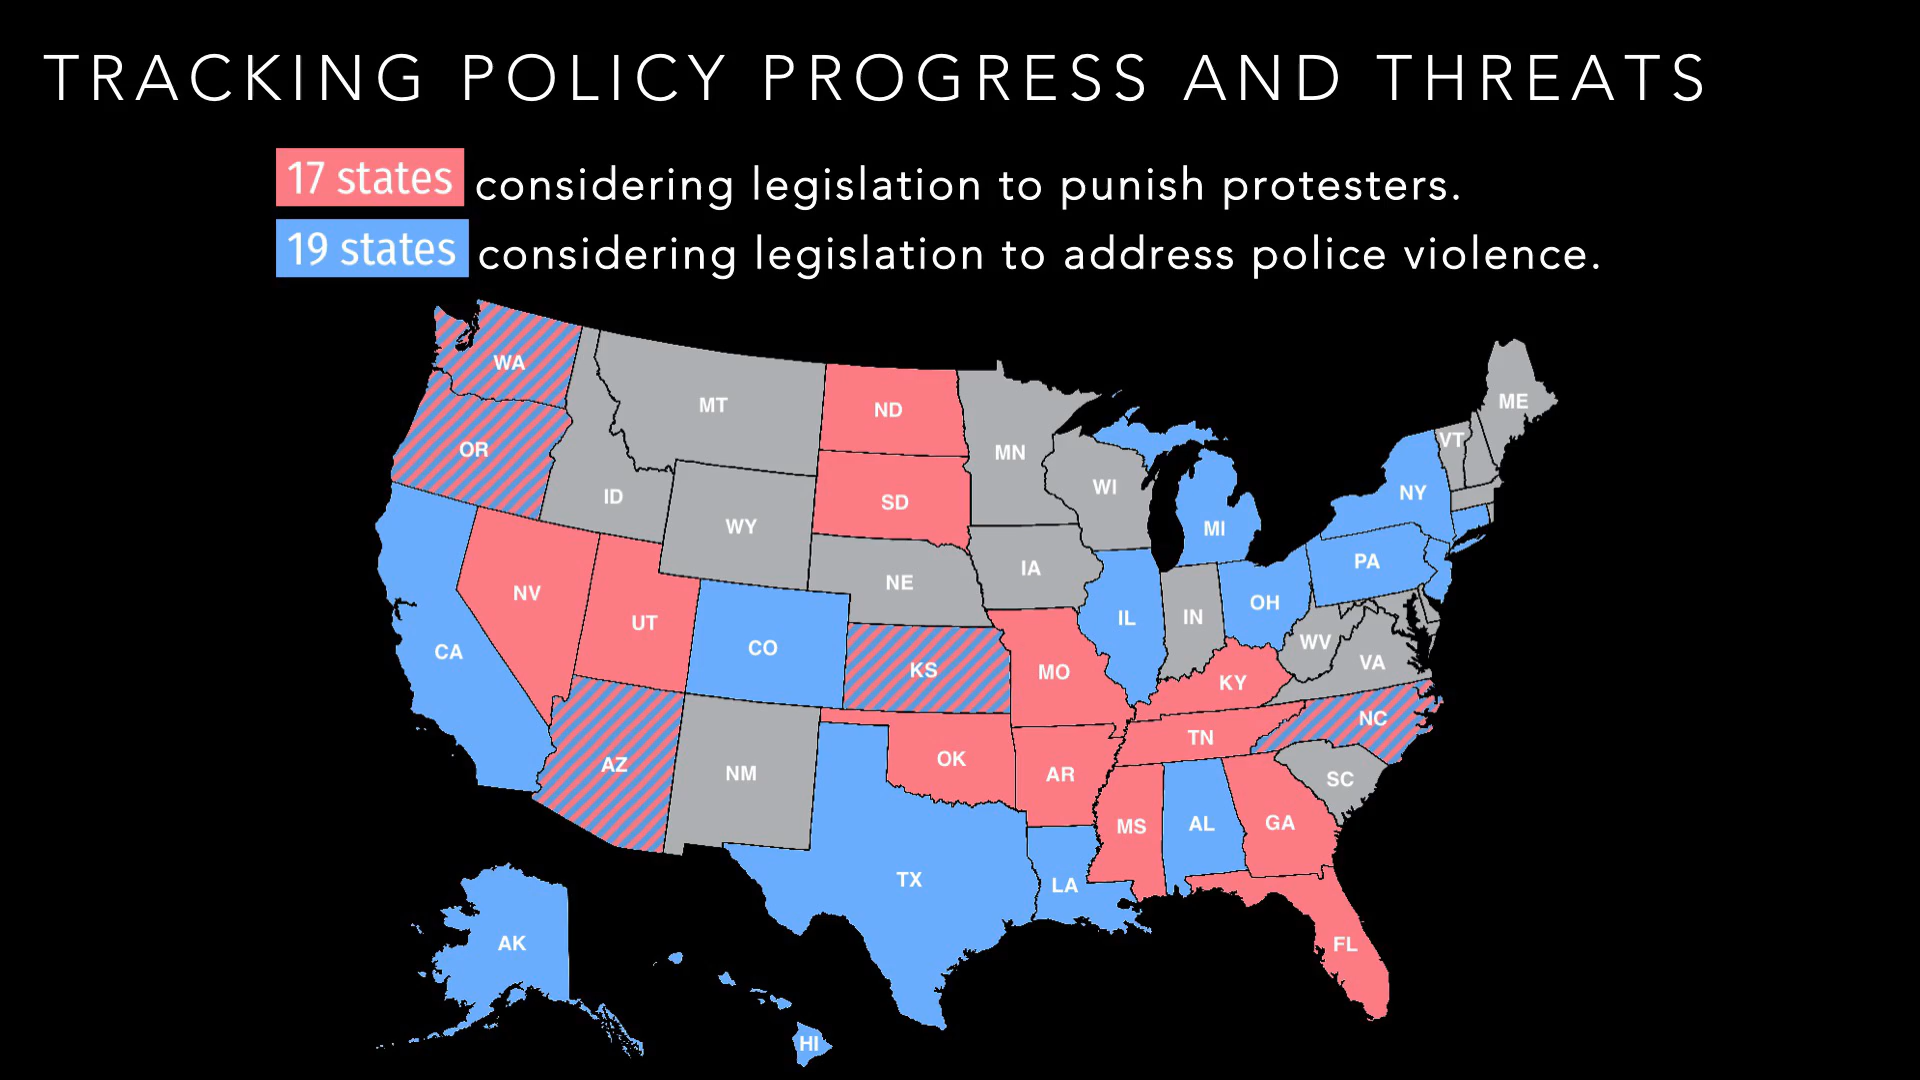 TRACKING POLICY PROGRESS AND THREATS
17 states considering legislation to punish protesters.
19 states considering legislation to address police violence.
WA
MT
ND
ME
OR
MN
VT
ID
SD
WI
NY
WY
MI
NE
IA
PA
NV
UT
IL
IN
OH
CA
CO
KS
MO
KY
WV
VA
AZ
NM
OK
AR
TN
NC
SC
MS
AL
GA
TX
LA
AK
FL
HI